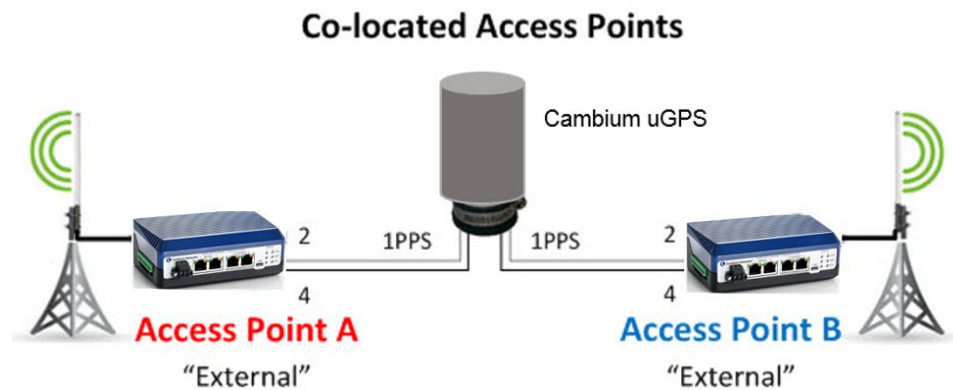 Co-located Access Points
Cambium uGPS
2
1PPS
1PPS
2
4
4
Access Point A
Access Point B
“External”
“External”